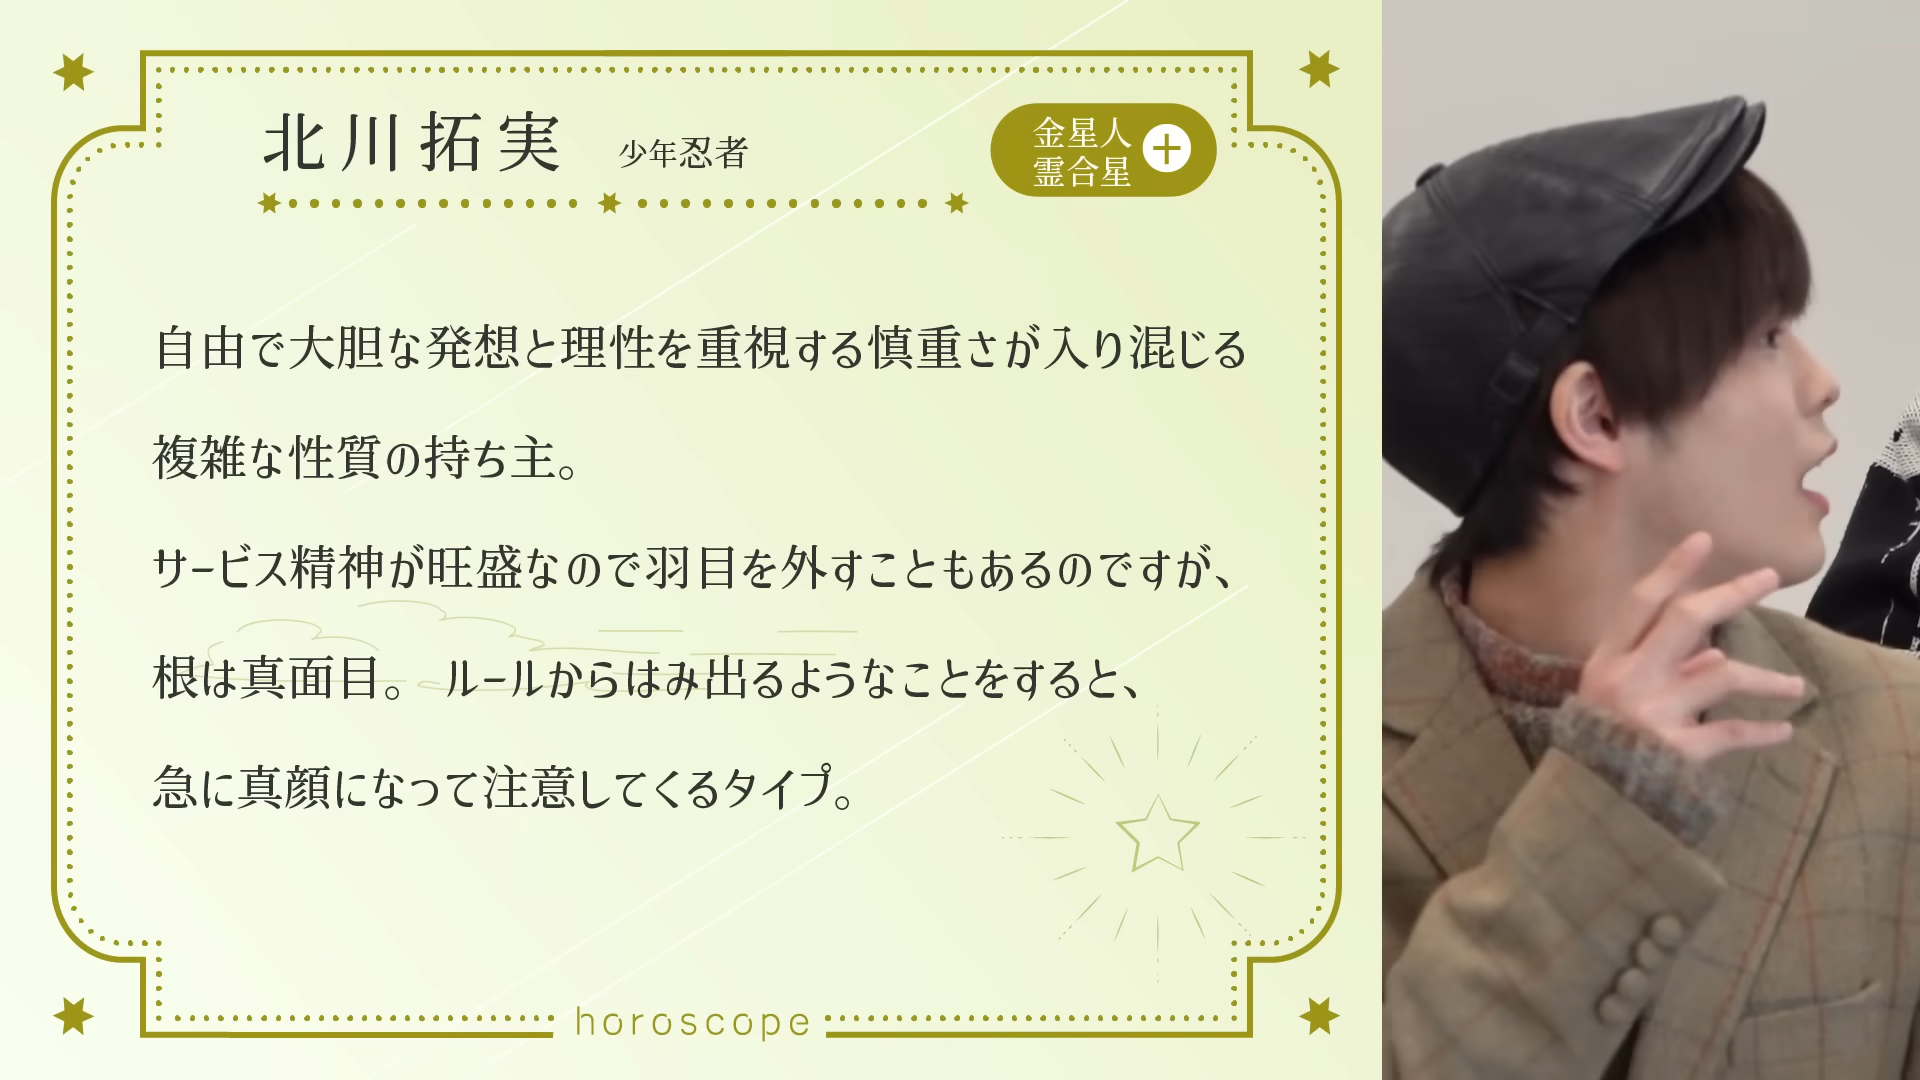 北川拓実 少年忍者
金星人
霊合星
+
自由で大胆な発想と理性を重視する慎重さが入り混じる
複雑な性質の持ち主。
サービス精神が旺盛なので羽目を外すこともあるのですが、
根は真面目。 ルールからはみ出るようなことをすると、
急に真顔になって注意してくるタイプ。
horoscope